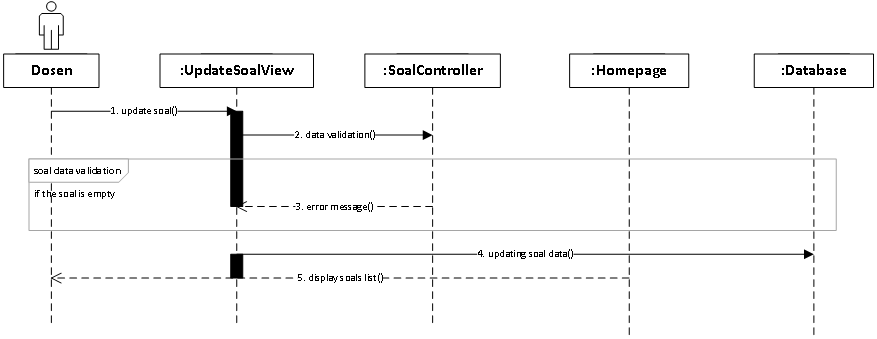 Dosen
:UpdateSoalView
:SoalController
:Homepage
:Database
1. update soal()
2. data validation()
soal data validation
if the soal is empty
3. error message()
4. updating soal data()
5. display soals list()